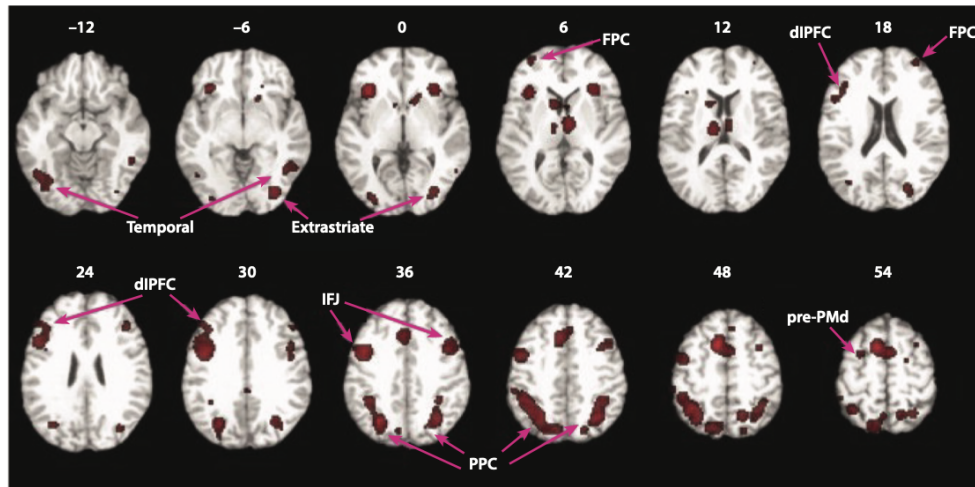 –12 –6 0 6 12 18
FPC dlPFC FPC
Temporal Extrastriate
24 30 36 42 48 54
dlPFC IFJ pre-PMd
PPC